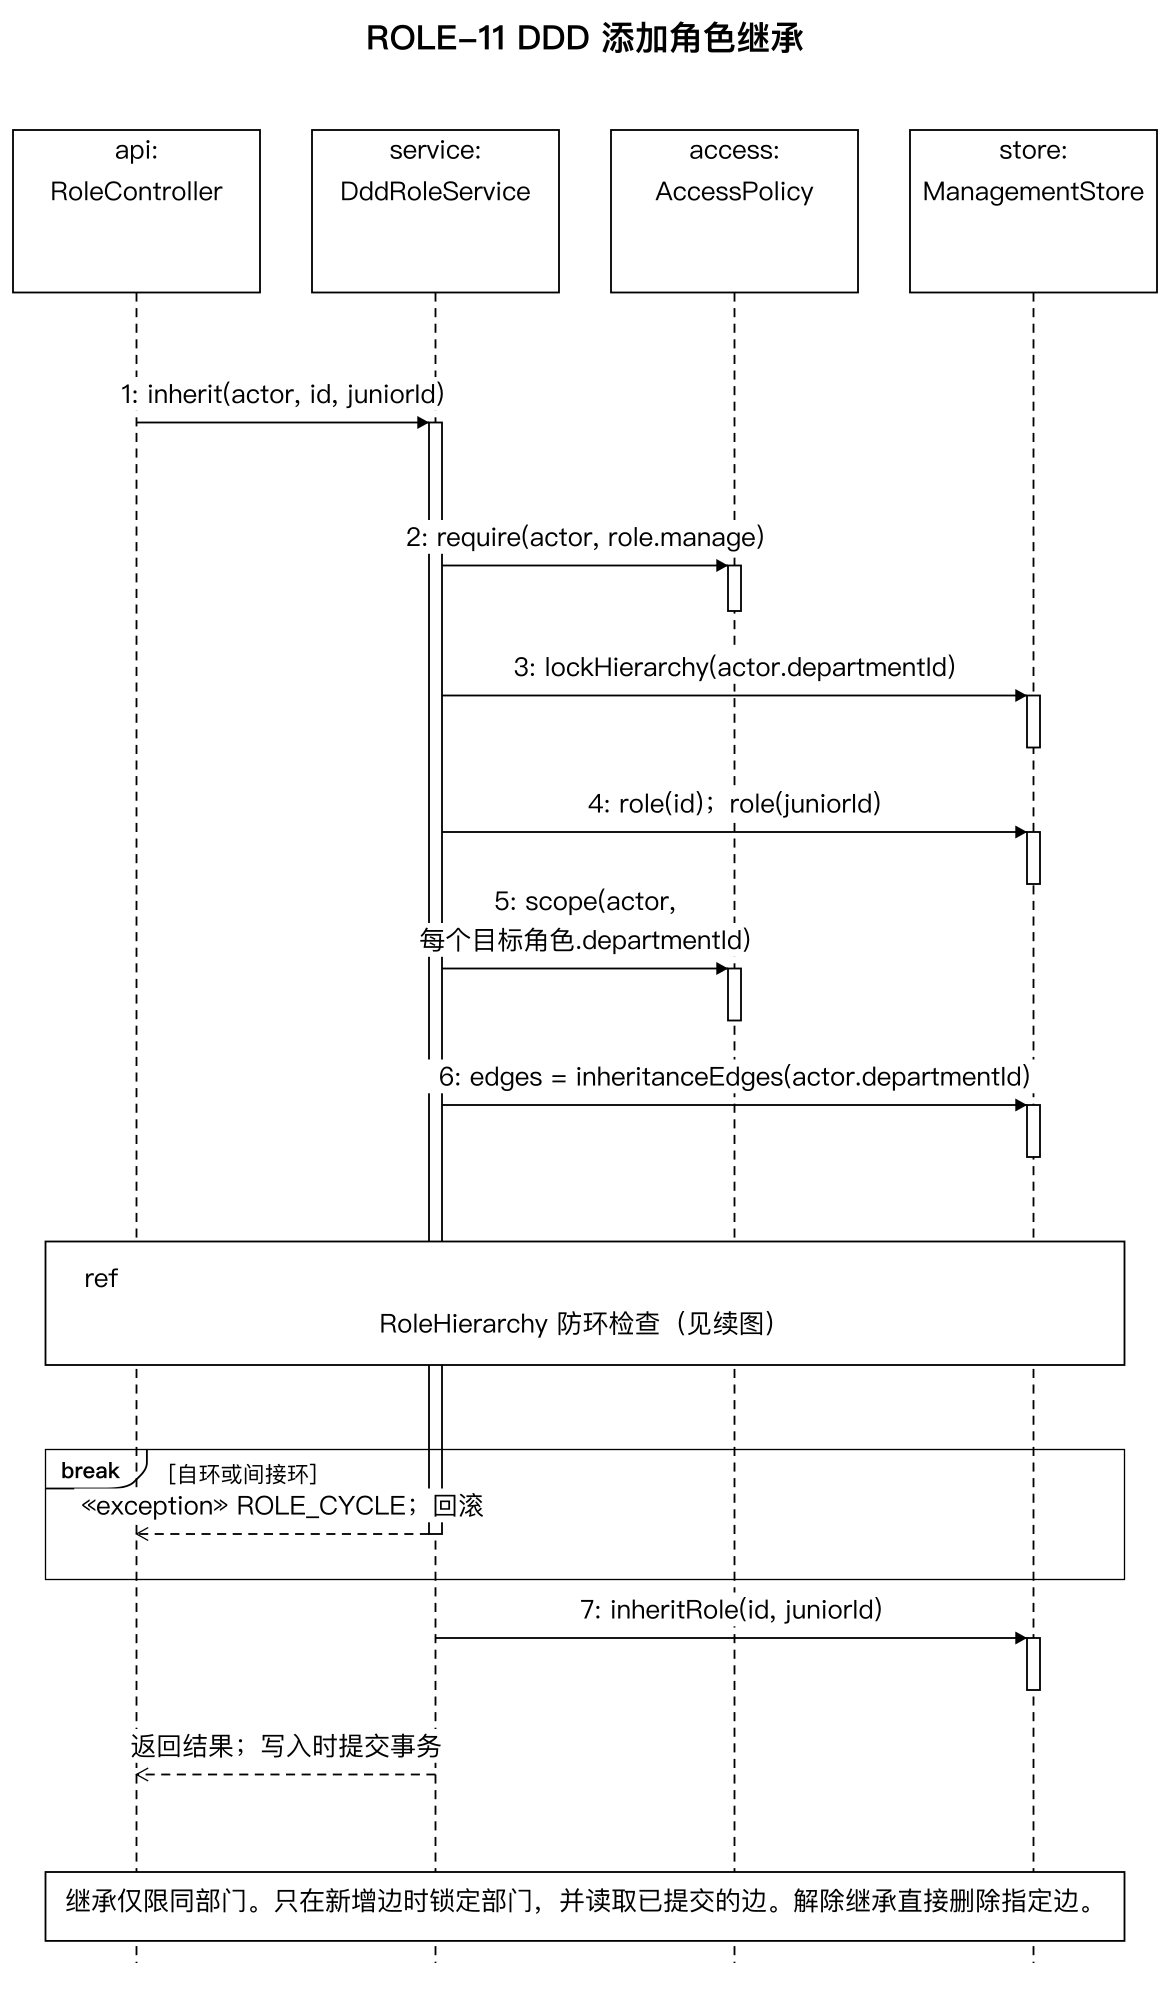 ROLE–11 DDD 添加角色继承
api:
RoleController
service:
DddRoleService
access:
AccessPolicy
store:
ManagementStore
1: inherit(actor, id, juniorId)
2: require(actor, role.manage)
3: lockHierarchy(actor.departmentId)
4: role(id)；role(juniorId)
5: scope(actor,
每个目标角色.departmentId)
6: edges = inheritanceEdges(actor.departmentId)
ref
RoleHierarchy 防环检查（见续图）
break
[自环或间接环]
«exception» ROLE_CYCLE；回滚
7: inheritRole(id, juniorId)
返回结果；写入时提交事务
继承仅限同部门。只在新增边时锁定部门，并读取已提交的边。解除继承直接删除指定边。